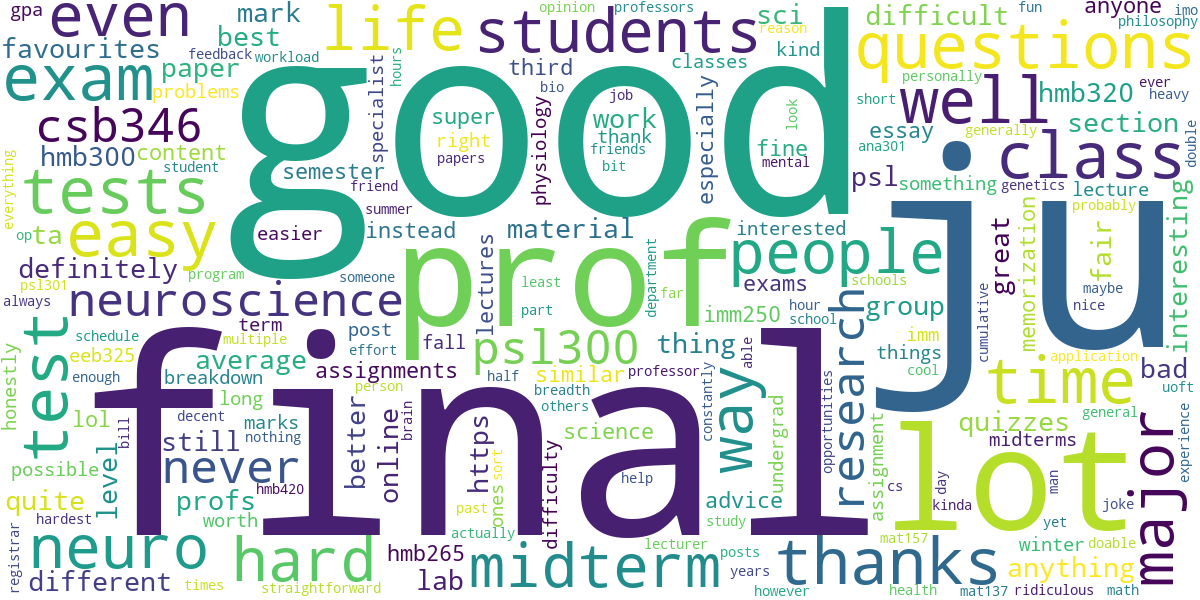 gpa
even
mark
life
opinion
professors
sci
fun
anyone
imo
favourites
feedback
best
workload
hours
students
reason
kind
difficult
questions
philosophy
exam
paper
problems
good
third
classes
personally
ever
short
well
hmb320
heavy
csb346
specialist
bio
job
super
right
papers
work
thank
friends
bit
look
fine
mental
essay
generally
section
double
hmb300
content
student
semester
physiology
especially
ana301
class
everything
tests
friend
summer
psl
something
genetics
lecture
op
ta
easy
easier
instead
material
interested
ju
great
memorization
probably
fair
interesting
definitely
psl301
program
someone
prof
lectures
least
department
people
exams
far
schools
maybe
nice
always
neuroscience
part
imm250
hour
school
research
group
cumulative
test
schedule
term
multiple
post
fall
psl300
thing
able
imm
things
eeb325
average
effort
final
assignments
half
similar
professor
cool
time
application
bad
honestly
enough
breakdown
person
breadth
others
way
uoft
lol
long
decent
marks
better
brain
science
constantly
undergrad
opportunities
assignment
lot
quizzes
general
bill
still
nothing
online
https
difficulty
midterms
major
experience
possible
level
never
hmb420
sort
ones
help
cs
day
kinda
man
joke
quite
profs
worth
past
advice
yet
hardest
actually
study
mat157
registrar
neuro
hard
hmb265
lecturer
posts
thanks
winter
doable
different
times
straightforward
lab
midterm
years
however
health
anything
mat137
ridiculous
math